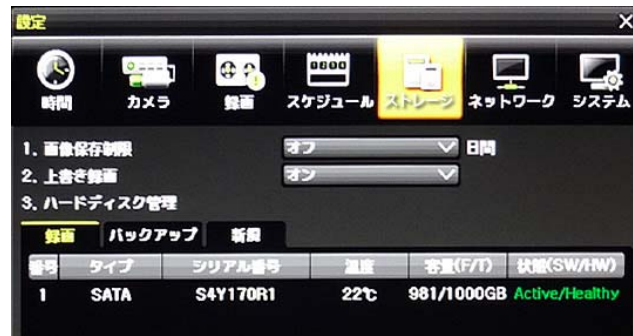 設定
時間 カメラ 録画 スケジュール ストレージ ネットワーク システム
1. 画像保存制限 オフ 日間
2. 上書き録画 オン
3. ハードディスク管理
録画 バックアップ 新規
番号 タイプ シリアル番号 温度 容量(F/T) 状態(SW/HW)
1 SATA S4Y170R1 22℃ 981/1000GB Active/Healthy